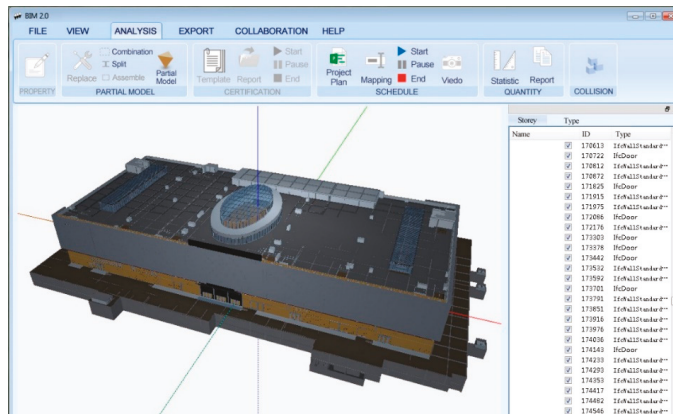 BIM 2.0
FILE VIEW ANALYSIS EXPORT COLLABORATION HELP
Combination
Split
Assemble
Replace
Partial Model
Template Report
Start
Pause
End
Project Plan
Mapping
Start
Pause
End
Viedo
Statistic Report
PROPERTY PARTIAL MODEL CERTIFICATION SCHEDULE QUANTITY COLLISION
Storey Type
Name ID Type
170613 IfcWallStandard···
170722 IfcDoor
170812 IfcWallStandard···
170872 IfcWallStandard···
171825 IfcDoor
171915 IfcWallStandard···
171975 IfcWallStandard···
172086 IfcDoor
172176 IfcWallStandard···
173303 IfcDoor
173378 IfcDoor
173442 IfcDoor
173532 IfcWallStandard···
173592 IfcWallStandard···
173701 IfcDoor
173791 IfcWallStandard···
173851 IfcWallStandard···
173916 IfcWallStandard···
173976 IfcWallStandard···
174036 IfcWallStandard···
174143 IfcDoor
174233 IfcWallStandard···
174293 IfcWallStandard···
174353 IfcWallStandard···
174417 IfcWallStandard···
174482 IfcWallStandard···
174546 IfcWallStandard···